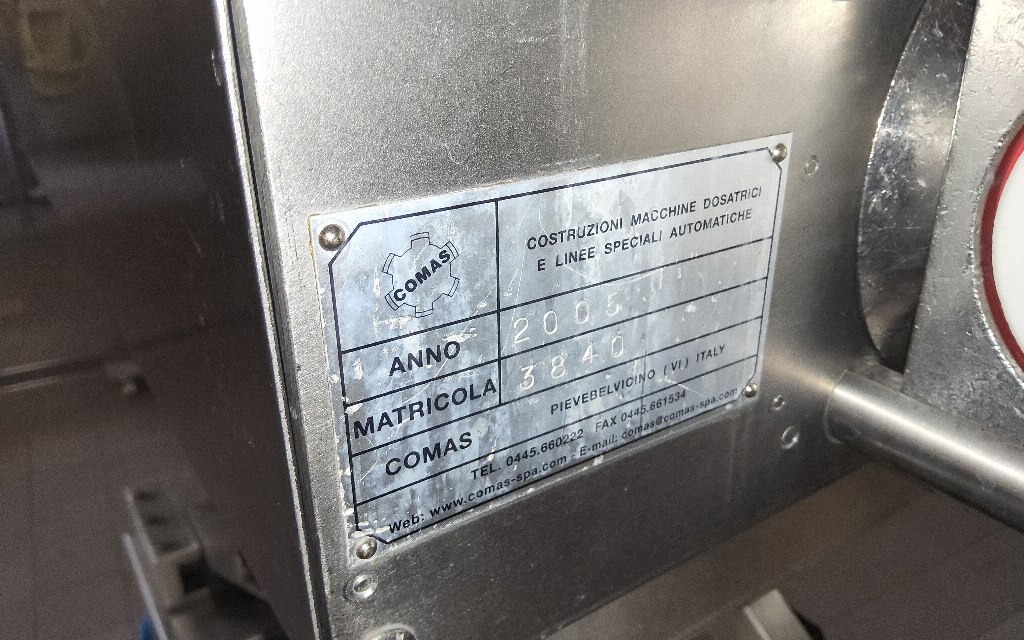 COMAS
COSTRUZIONI MACCHINE DOSATRICI
E LINEE SPECIALI AUTOMATICHE
ANNO 2005
MATRICOLA 3840
COMAS PIEVEBELVICINO (VI) ITALY
TEL. 0445.660222 FAX 0445.661534
Web: www.comas-spa.com - E-mail: comas@comas-spa.com